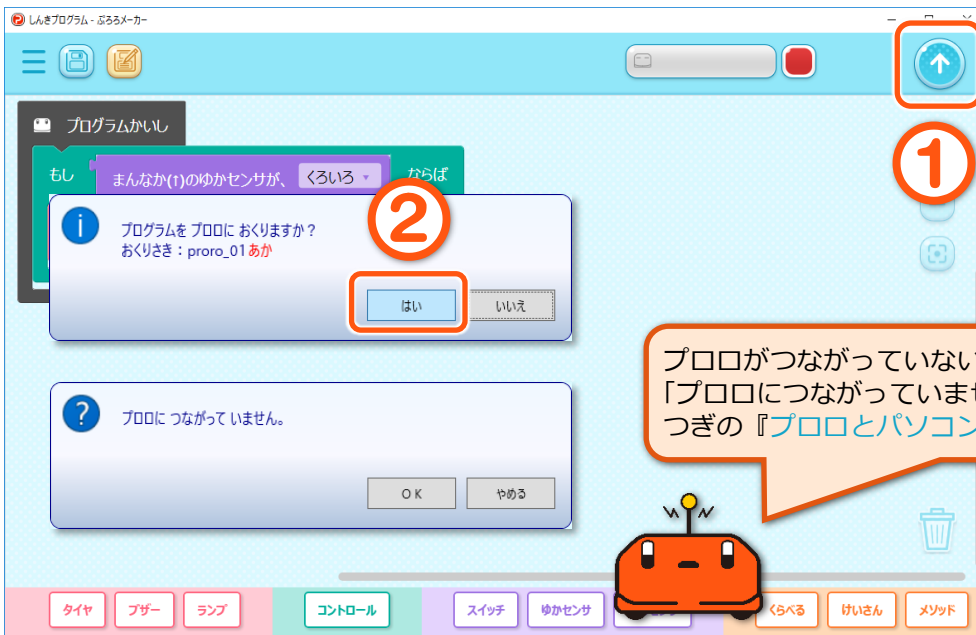 しんきプログラム - ぷろろメーカー
①
プログラムかいし
もし
まんなか(↑)のゆかセンサが、
くろいろ
ならば
②
プログラムを プロロに おくりますか？
おくりさき：proro_01あか
はい
いいえ
プロロに つながって いません。
ＯＫ
やめる
プロロがつながっていない
「プロロにつながっていませ
つぎの『プロロとパソコン
タイヤ
ブザー
ランプ
コントロール
スイッチ
ゆかセンサ
くらべる
けいさん
メソッド